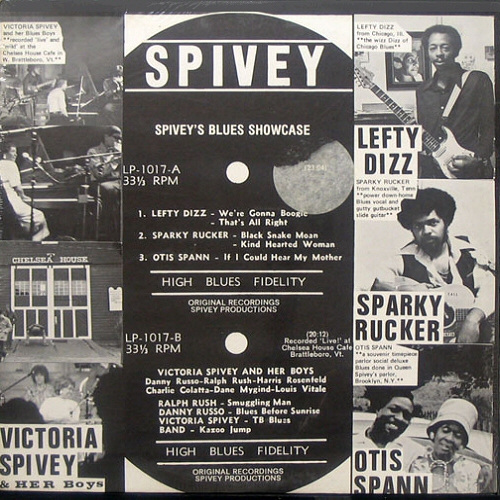 VICTORIA SPIVEY
and her Blues Boys
**recorded "live" and
"wild" at the
Chelsea House Cafe in
W. Brattleboro, Vt.**
SPIVEY
SPIVEY'S BLUES SHOWCASE
LP-1017-A
33⅓ RPM
1. LEFTY DIZZ - We're Gonna Boogie
- That's All Right
2. SPARKY RUCKER - Black Snake Moan
- Kind Hearted Woman
3. OTIS SPANN - If I Could Hear My Mother
HIGH BLUES FIDELITY
ORIGINAL RECORDINGS
SPIVEY PRODUCTIONS
LP-1017-B
33⅓ RPM
(20:12)
Recorded 'Live!' at
Chelsea House Cafe
Brattleboro, Vt.
VICTORIA SPIVEY AND HER BOYS
Danny Russo-Ralph Rush-Harris Rosenfeld
Charlie Colatta-Dane Mygind-Louis Vitale
RALPH RUSH - Smuggling Man
DANNY RUSSO - Blues Before Sunrise
VICTORIA SPIVEY - TB Blues
BAND - Kazoo Jump
HIGH BLUES FIDELITY
ORIGINAL RECORDINGS
SPIVEY PRODUCTIONS
CHELSEA HOUSE
VICTORIA
SPIVEY
& HER Boys
LEFTY DIZZ
from Chicago, Ill.
**the wizz Dizz of
Chicago Blues**
LEFTY
DIZZ
SPARKY RUCKER
from Knoxville, Tenn
**power down home
Blues vocal and
gutty gutbucket
slide guitar**
SPARKY
RUCKER
OTIS SPANN
**a souvenir timepiece
parlor social deluxe
Blues done in Queen
Spivey's parlor,
Brooklyn, N.Y.**
OTIS
SPANN